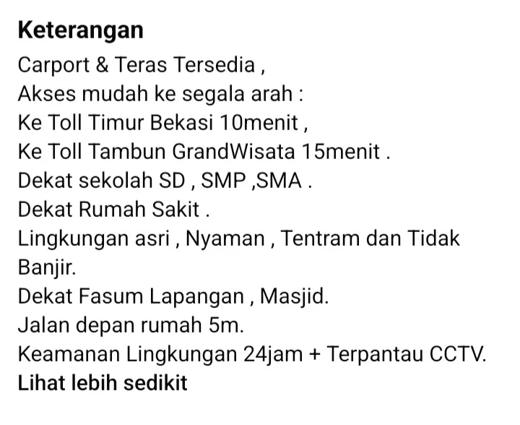 Keterangan
Carport & Teras Tersedia ,
Akses mudah ke segala arah :
Ke Toll Timur Bekasi 10menit ,
Ke Toll Tambun GrandWisata 15menit .
Dekat sekolah SD , SMP ,SMA .
Dekat Rumah Sakit .
Lingkungan asri , Nyaman , Tentram dan Tidak
Banjir.
Dekat Fasum Lapangan , Masjid.
Jalan depan rumah 5m.
Keamanan Lingkungan 24jam + Terpantau CCTV.
Lihat lebih sedikit